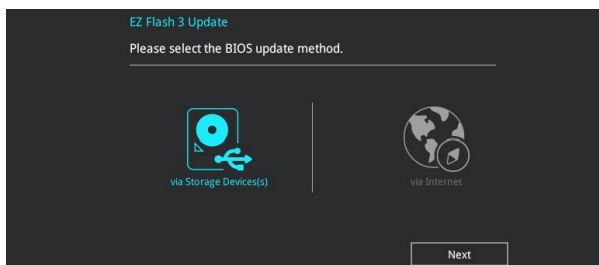 EZ Flash 3 Update
Please select the BIOS update method.
via Storage Devices(s)
via Internet
Next